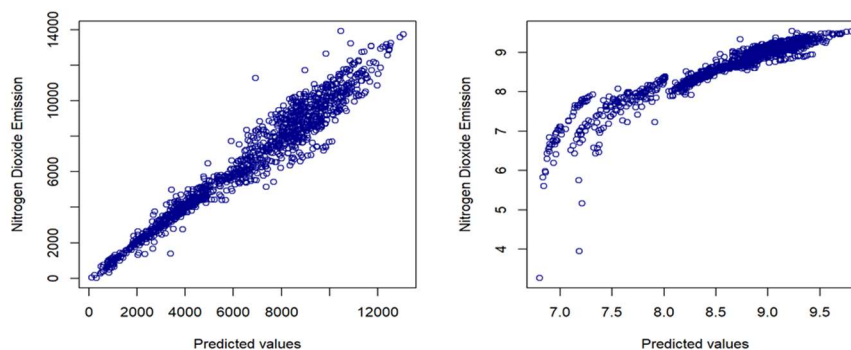 Nitrogen Dioxide Emission
14000
10000
6000
2000
0
0 2000 4000 6000 8000 12000
Predicted values
Nitrogen Dioxide Emission
9
8
7
6
5
4
7.0 7.5 8.0 8.5 9.0 9.5
Predicted values